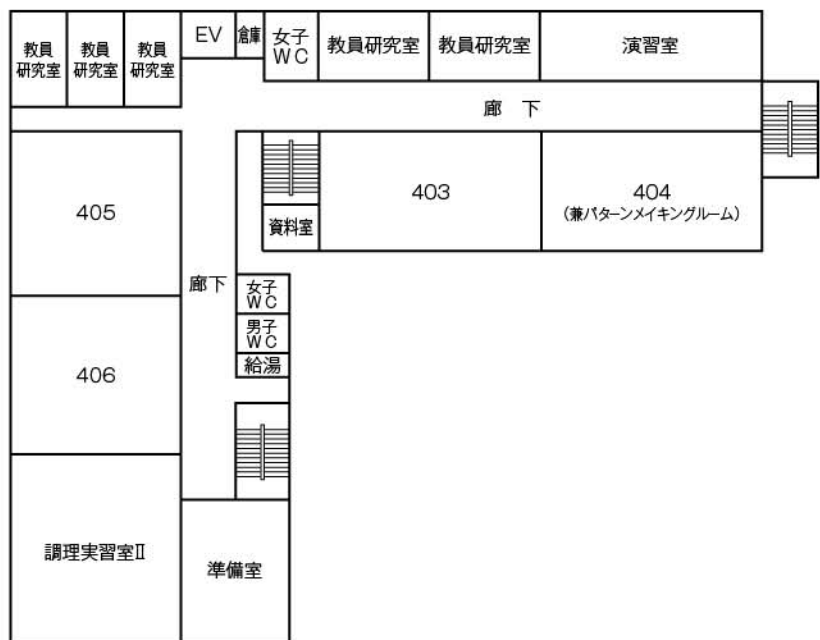 教員
研究室
教員
研究室
教員
研究室
EV
倉庫
女子
WC
教員研究室
教員研究室
演習室
廊 下
405
403
404
(兼パターンメイキングルーム)
資料室
廊下
女子
WC
男子
WC
給湯
406
調理実習室Ⅱ
準備室